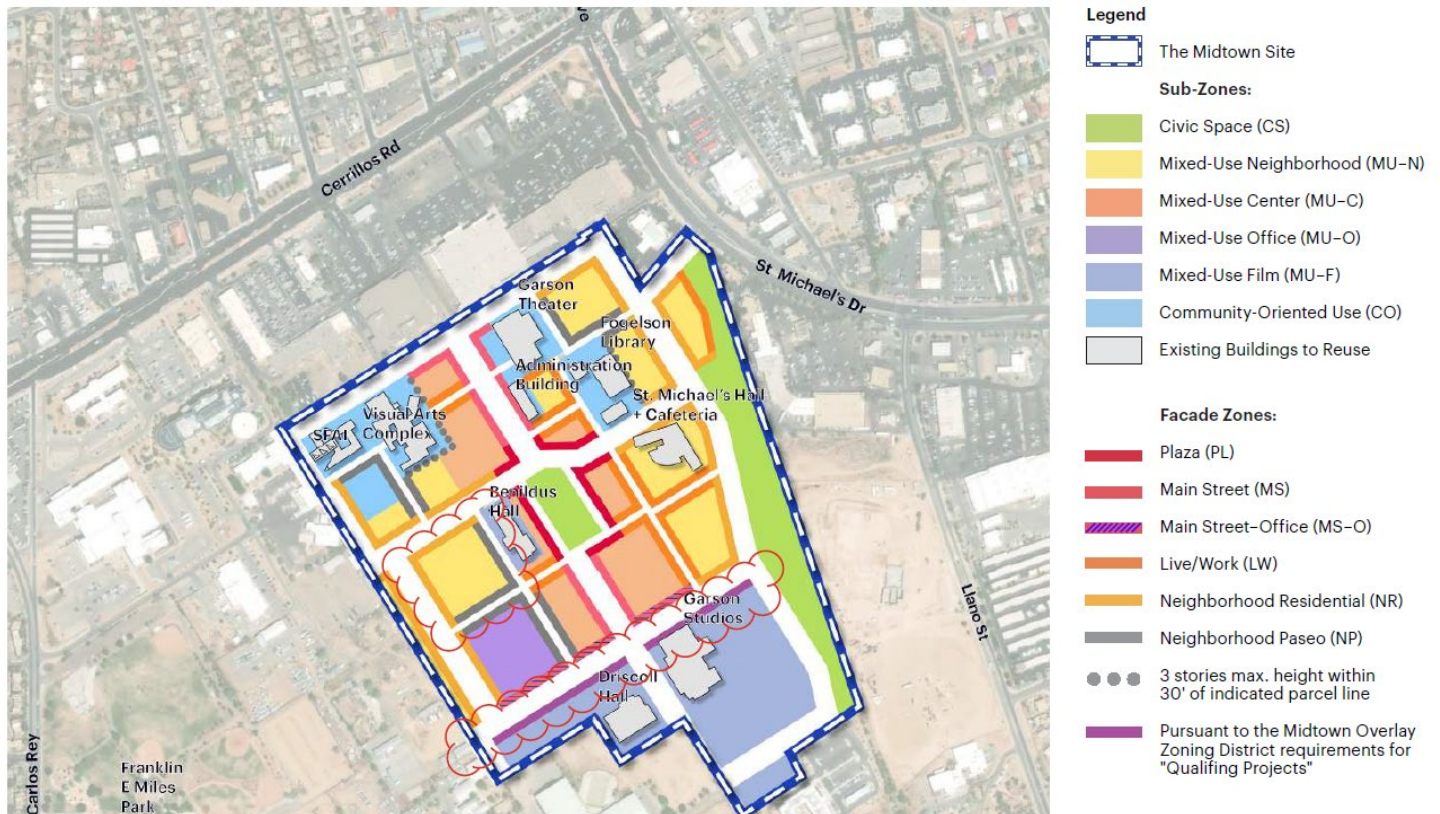 ve
Cerrillos Rd
St. Michael's Dr
Llano St
Carlos Rey
Franklin
E Miles
Park
Garson
Theater
Fogelson
Library
Administration
Building
St. Michael's Hall
+ Cafeteria
Visual Arts
Complex
SFAI
Benildus
Hall
Garson
Studios
Driscoll
Hall
Legend
The Midtown Site
Sub-Zones:
Civic Space (CS)
Mixed-Use Neighborhood (MU-N)
Mixed-Use Center (MU-C)
Mixed-Use Office (MU-O)
Mixed-Use Film (MU-F)
Community-Oriented Use (CO)
Existing Buildings to Reuse
Facade Zones:
Plaza (PL)
Main Street (MS)
Main Street-Office (MS-O)
Live/Work (LW)
Neighborhood Residential (NR)
Neighborhood Paseo (NP)
3 stories max. height within
30' of indicated parcel line
Pursuant to the Midtown Overlay
Zoning District requirements for
"Qualifing Projects"